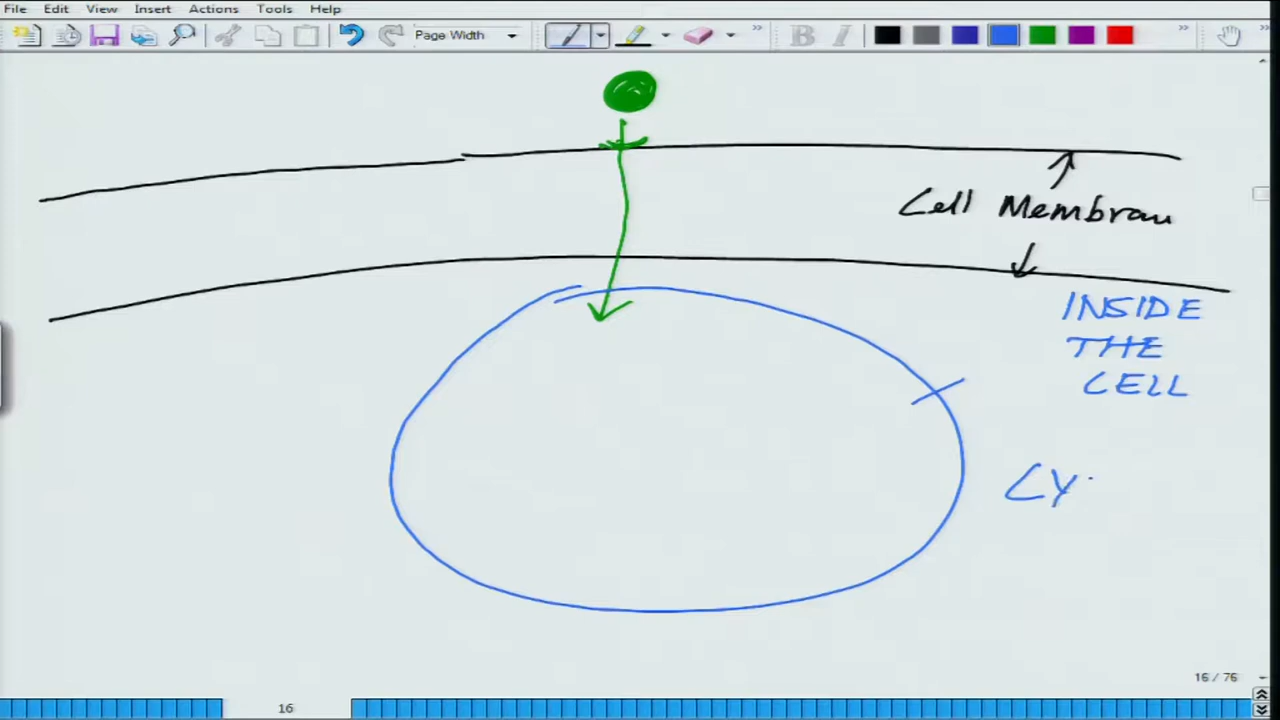 File Edit View Insert Actions Tools Help
Page Width
Cell Membran
INSIDE
THE
CELL
CY
16 / 76
16